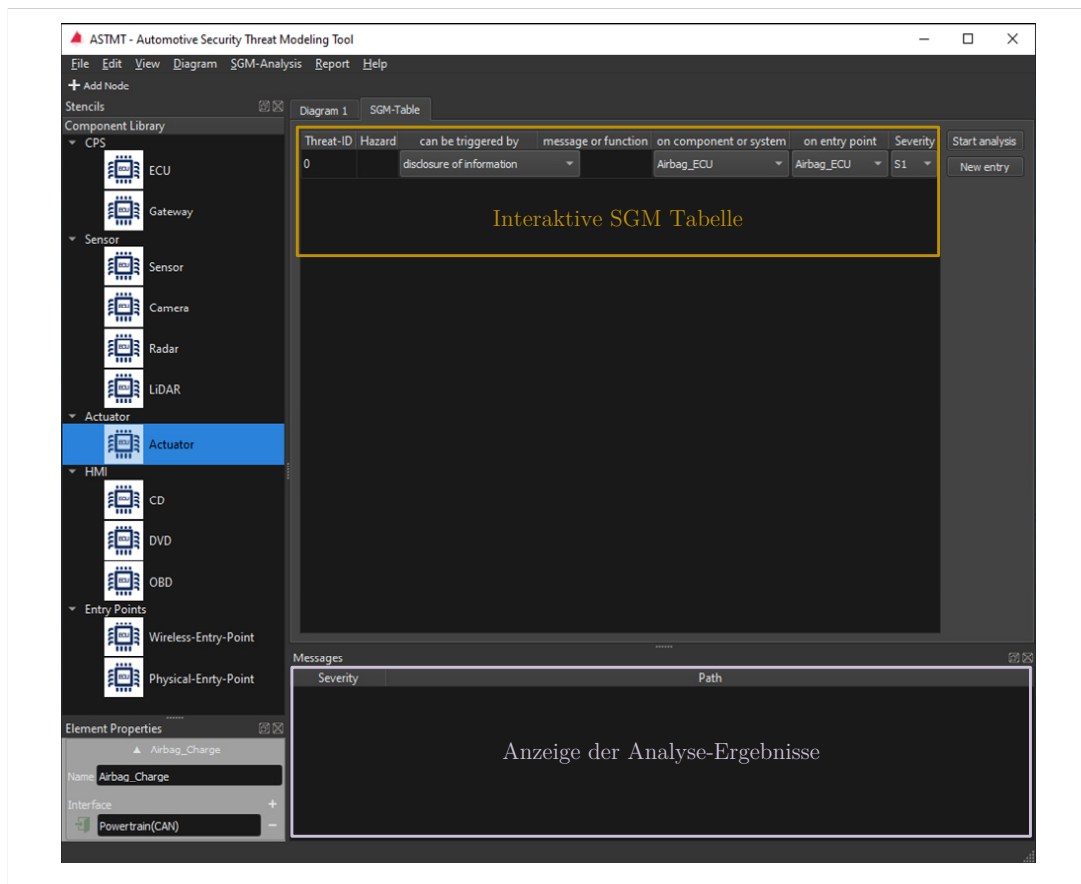 ASTMT - Automotive Security Threat Modeling Tool
File Edit View Diagram SGM-Analysis Report Help
Add Node
Stencils
Component Library
CPS
ECU
Gateway
Sensor
Sensor
Camera
Radar
LiDAR
Actuator
Actuator
HMI
CD
DVD
OBD
Entry Points
Wireless-Entry-Point
Physical-Enrty-Point
Element Properties
Airbag_Charge
Name Airbag_Charge
Interface
Powertrain(CAN)
Diagram 1 SGM-Table
Threat-ID Hazard can be triggered by message or function on component or system on entry point Severity
0 disclosure of information Airbag_ECU Airbag_ECU S1
Start analysis
New entry
Interaktive SGM Tabelle
Messages
Severity Path
Anzeige der Analyse-Ergebnisse